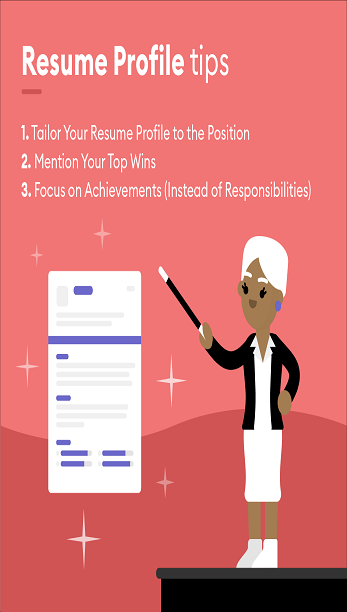 Resume Profile tips
1. Tailor Your Resume Profile to the Position
2. Mention Your Top Wins
3. Focus on Achievements (Instead of Responsibilities)